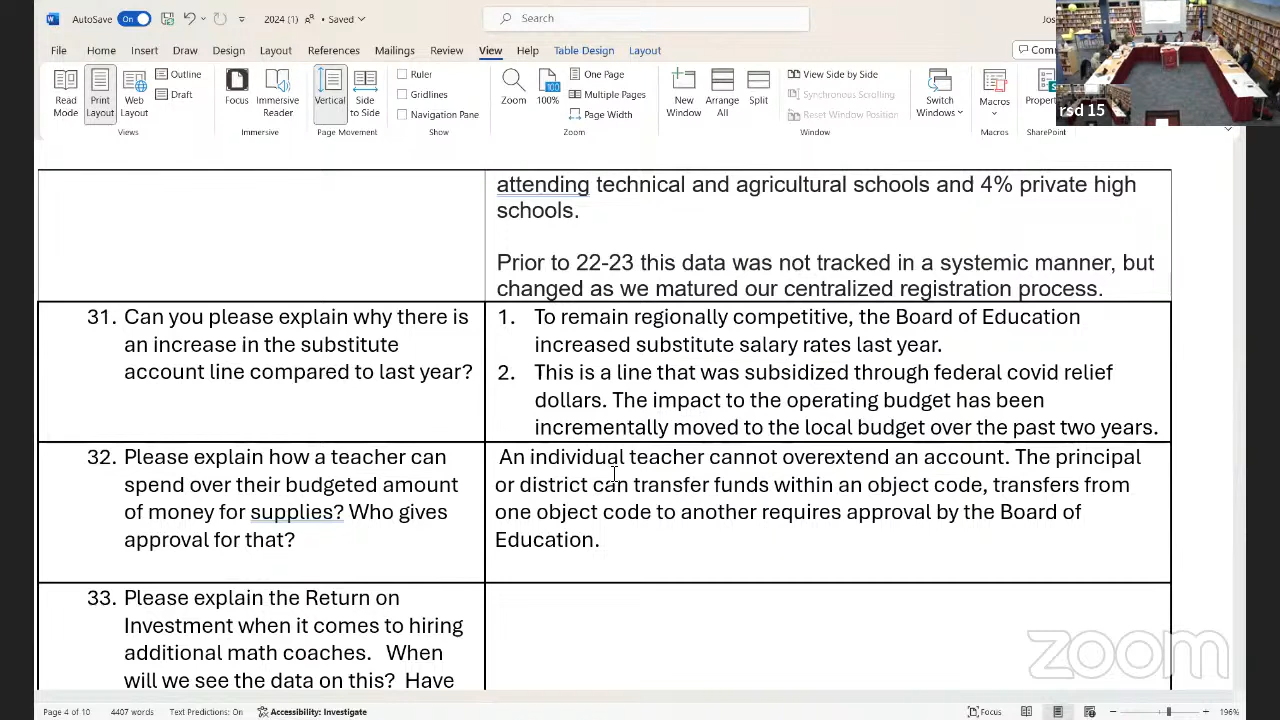 AutoSave On 2024 (1) • Saved Search Jos
File Home Insert Draw Design Layout References Mailings Review View Help Table Design Layout
Read Mode
Print Layout
Web Layout
Outline
Draft
Views
Focus
Immersive Reader
Immersive
Vertical
Side to Side
Page Movement
Ruler
Gridlines
Navigation Pane
Show
Zoom
100
100%
One Page
Multiple Pages
Page Width
Zoom
New Window
Arrange All
Split
View Side by Side
Synchronous Scrolling
Reset Window Position
Window
Switch Windows
Macros
Macros
SharePoint
rsd 15
attending technical and agricultural schools and 4% private high
schools.
Prior to 22-23 this data was not tracked in a systemic manner, but
changed as we matured our centralized registration process.
31. Can you please explain why there is
an increase in the substitute
account line compared to last year?
1. To remain regionally competitive, the Board of Education
increased substitute salary rates last year.
2. This is a line that was subsidized through federal covid relief
dollars. The impact to the operating budget has been
incrementally moved to the local budget over the past two years.
32. Please explain how a teacher can
spend over their budgeted amount
of money for supplies? Who gives
approval for that?
An individual teacher cannot overextend an account. The principal
or district can transfer funds within an object code, transfers from
one object code to another requires approval by the Board of
Education.
33. Please explain the Return on
Investment when it comes to hiring
additional math coaches. When
will we see the data on this? Have
zoom
Page 4 of 10 4407 words Text Predictions: On Accessibility: Investigate Focus 196%